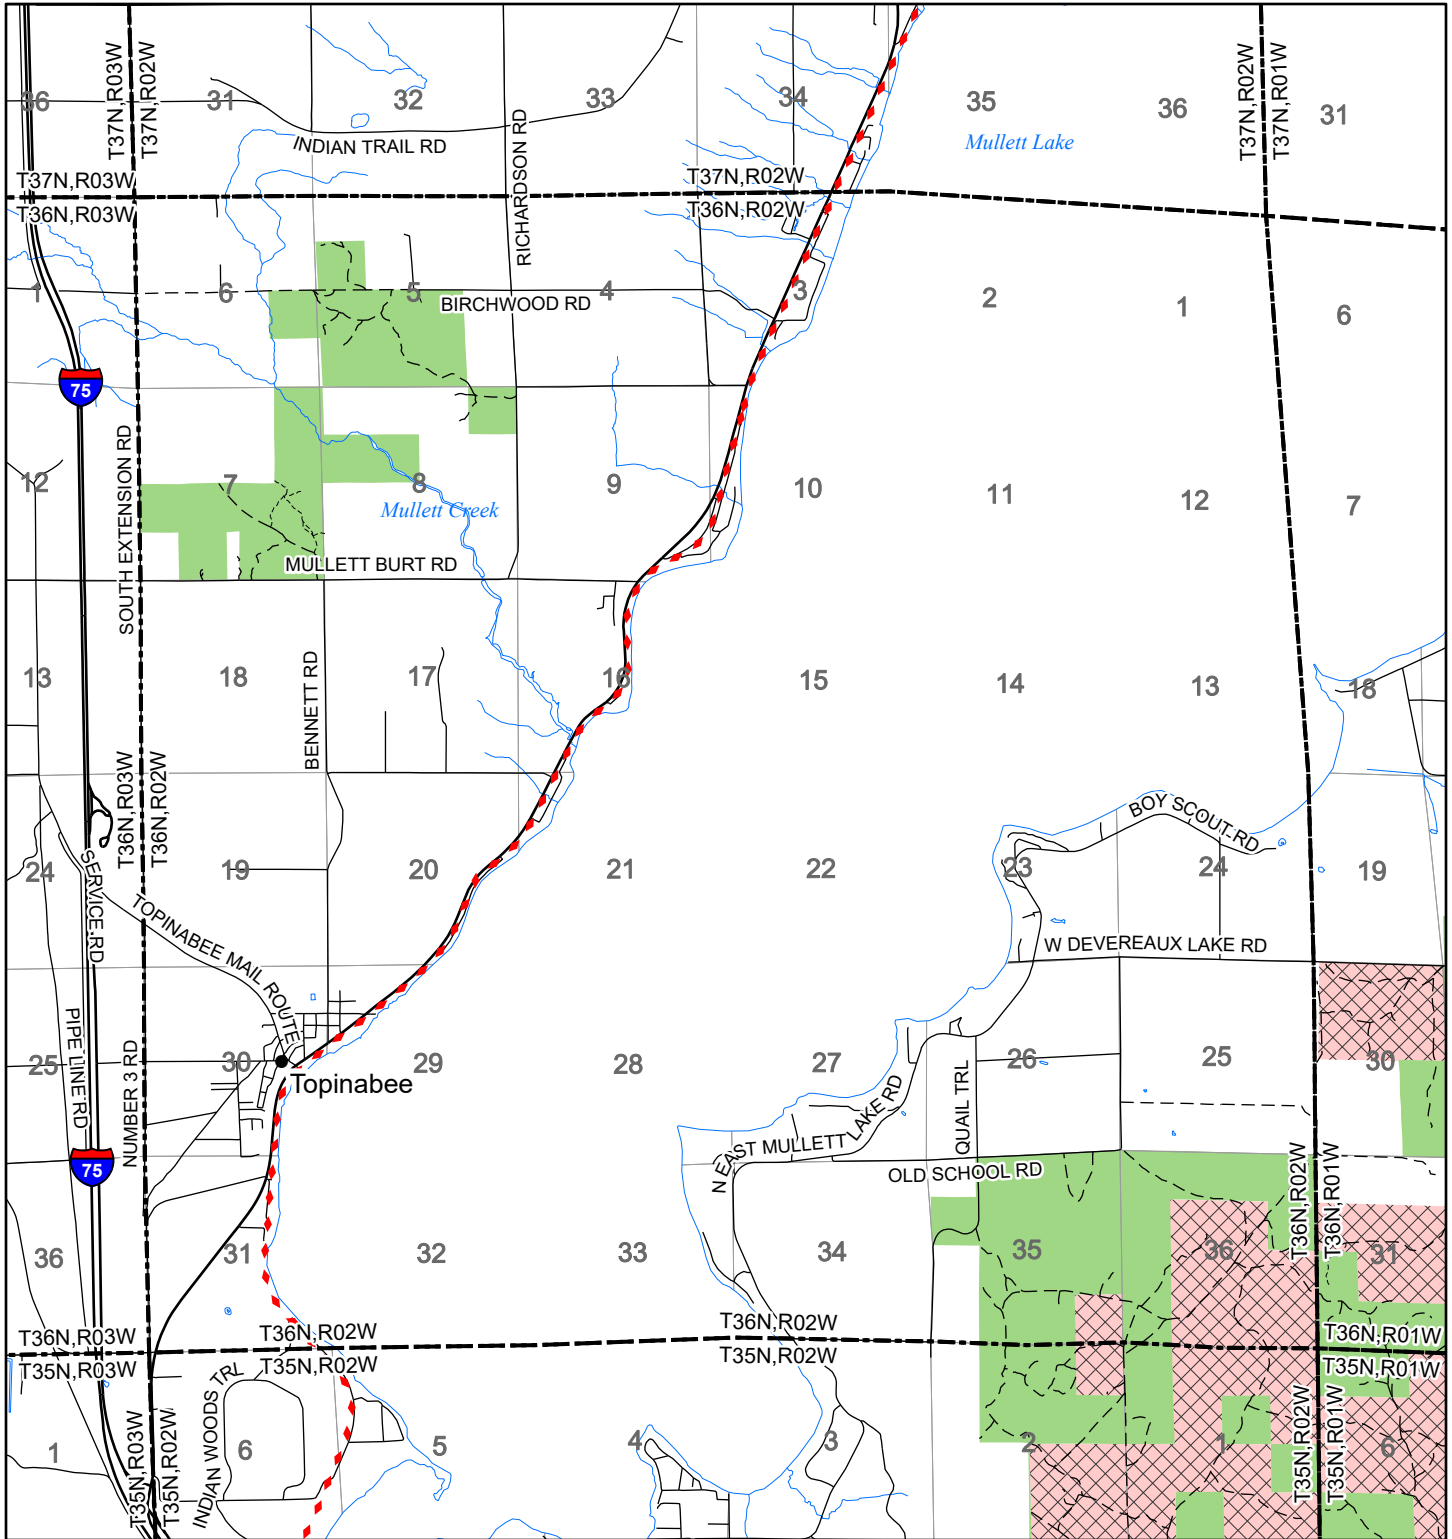 T37N,R03W
T37N,R02W
36
31
32
33
34
35
36
31
T37N,R02W
T37N,R01W
INDIAN TRAIL RD
RICHARDSON RD
Mullett Lake
T37N,R03W
T36N,R03W
T37N,R02W
T36N,R02W
1
6
5
4
3
2
1
6
BIRCHWOOD RD
75
SOUTH EXTENSION RD
12
7
8
9
10
11
12
7
Mullett Creek
MULLETT BURT RD
13
18
17
16
15
14
13
18
BENNETT RD
T36N,R03W
T36N,R02W
BOY SCOUT RD
24
19
20
21
22
23
24
19
SERVICE RD
TOPINABEE MAIL ROUTE
W DEVEREAUX LAKE RD
PIPE LINE RD
NUMBER 3 RD
25
30
29
28
27
26
25
30
Topinabee
QUAIL TRL
N EAST MULLETT LAKE RD
OLD SCHOOL RD
75
T36N,R02W
T36N,R01W
36
31
32
33
34
35
36
31
T36N,R03W
T35N,R03W
T36N,R02W
T35N,R02W
T36N,R02W
T35N,R02W
T36N,R01W
T35N,R01W
INDIAN WOODS TRL
T35N,R03W
T35N,R02W
1
6
5
4
3
2
1
6
T35N,R02W
T35N,R01W